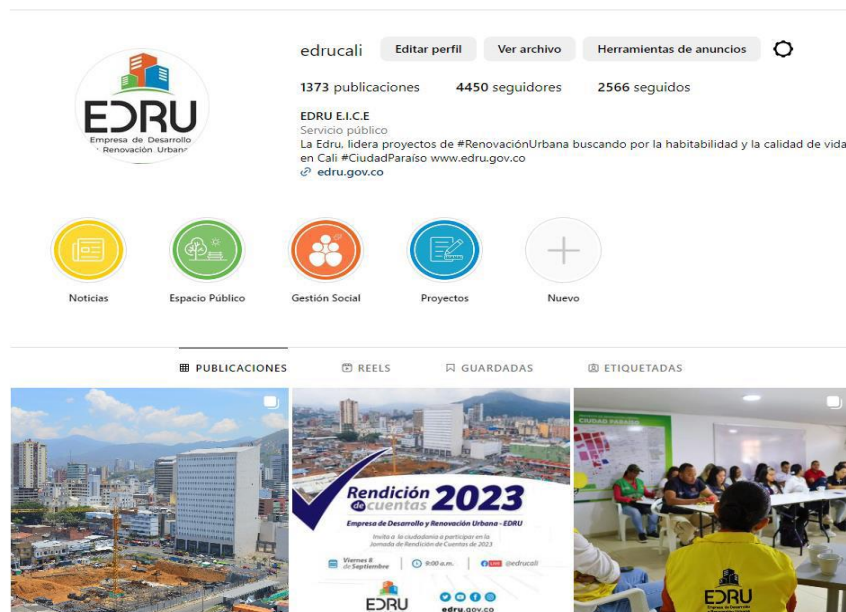 edrucali Editar perfil Ver archivo Herramientas de anuncios
1373 publicaciones 4450 seguidores 2566 seguidos
EDRU E.I.C.E
Servicio público
La Edru, lidera proyectos de #RenovaciónUrbana buscando por la habitabilidad y la calidad de vida
en Cali #CiudadParaíso www.edru.gov.co
edru.gov.co
EDRU
Empresa de Desarrollo
Renovación Urbana
Noticias Espacio Público Gestión Social Proyectos Nuevo
PUBLICACIONES REELS GUARDADAS ETIQUETADAS
Rendición
de cuentas 2023
Empresa de Desarrollo y Renovación Urbana - EDRU
Invita a la ciudadanía a participar en la
Jornada de Rendición de Cuentas de 2023
Viernes 8
de Septiembre
9:00 a.m.
LIVE @edrucali
EDRU
edru.gov.co
CIUDAD PARAÍSO
EDRU